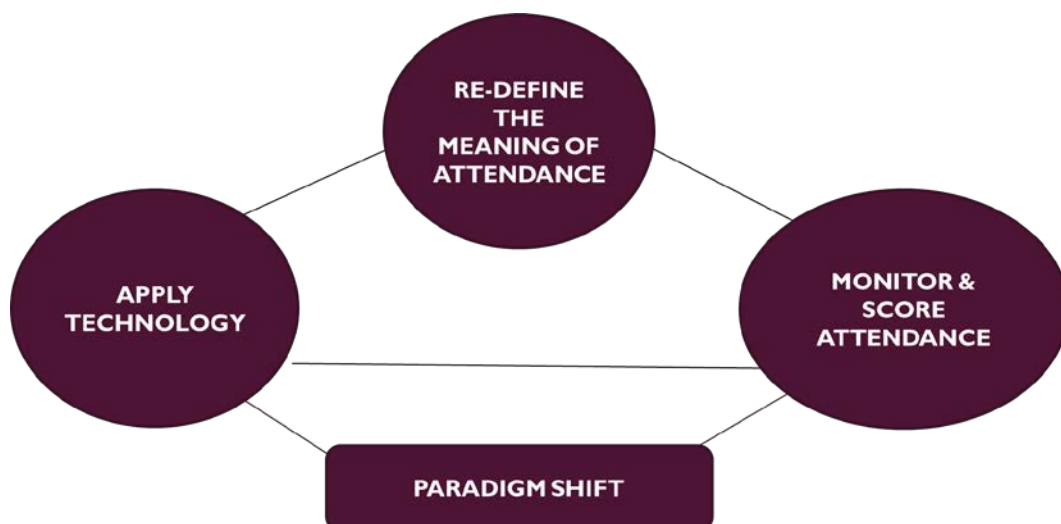 RE-DEFINE
THE
MEANING OF
ATTENDANCE
APPLY
TECHNOLOGY
MONITOR &
SCORE
ATTENDANCE
PARADIGM SHIFT